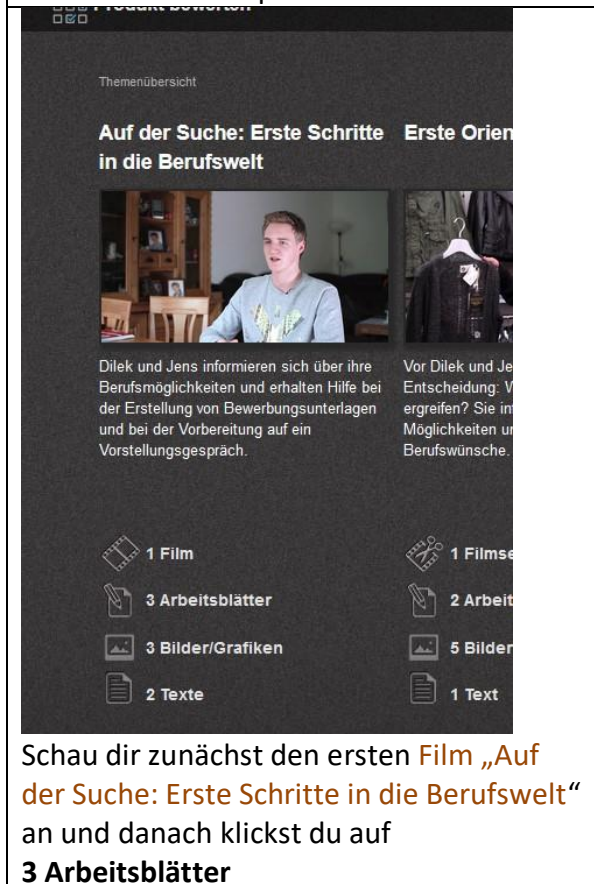 Produkt bewerten
Themenübersicht
Auf der Suche: Erste Schritte
in die Berufswelt
Dilek und Jens informieren sich über ihre
Berufsmöglichkeiten und erhalten Hilfe bei
der Erstellung von Bewerbungsunterlagen
und bei der Vorbereitung auf ein
Vorstellungsgespräch.
1 Film
3 Arbeitsblätter
3 Bilder/Grafiken
2 Texte
Erste Orien
Vor Dilek und Je
Entscheidung: W
ergreifen? Sie in
Möglichkeiten un
Berufswünsche.
1 Filmse
2 Arbeit
5 Bilder
1 Text
Schau dir zunächst den ersten Film „Auf
der Suche: Erste Schritte in die Berufswelt“
an und danach klickst du auf
3 Arbeitsblätter